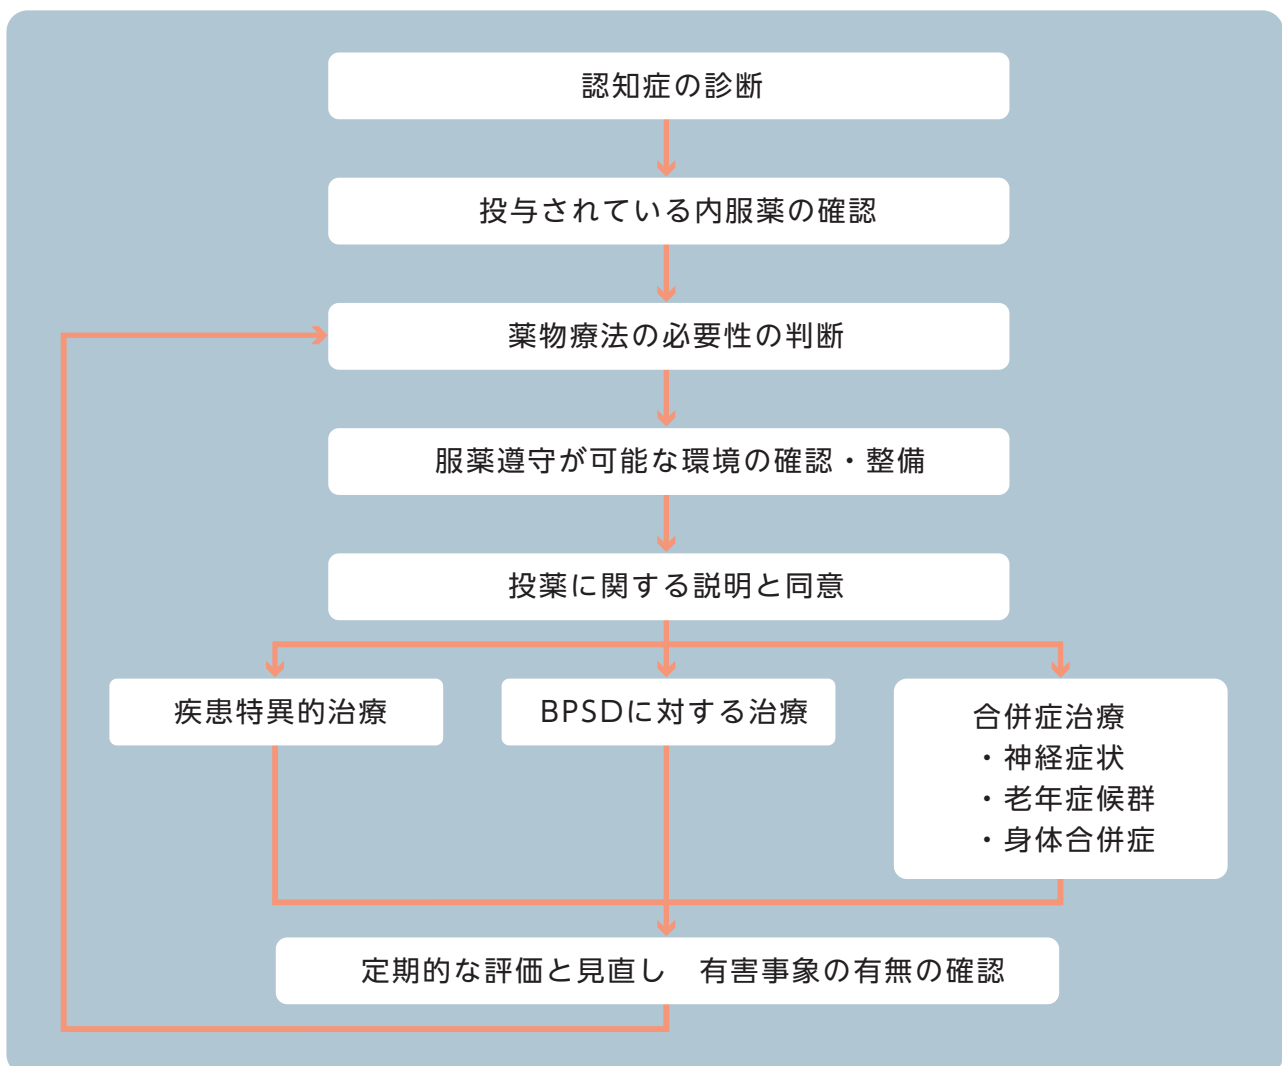 認知症の診断
投与されている内服薬の確認
薬物療法の必要性の判断
服薬遵守が可能な環境の確認・整備
投薬に関する説明と同意
疾患特異的治療
BPSDに対する治療
合併症治療
・神経症状
・老年症候群
・身体合併症
定期的な評価と見直し　有害事象の有無の確認